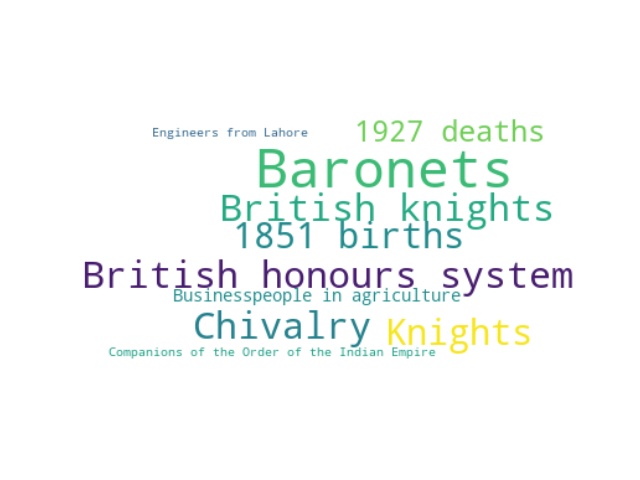 Engineers from Lahore
1927 deaths
Baronets
British knights
1851 births
British honours system
Businesspeople in agriculture
Chivalry
Knights
Companions of the Order of the Indian Empire